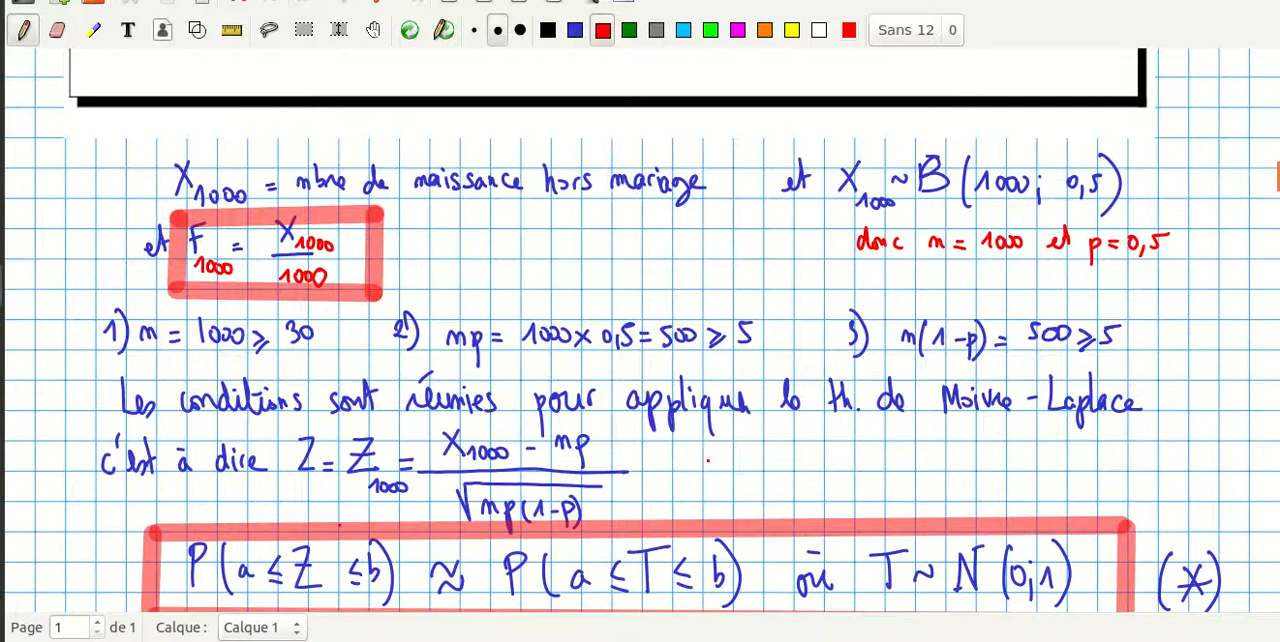 Sans 12 0
X1000 = nbre de naissance hors mariage et X1000 ~ B(1000; 0,5)
et F1000 = X1000/1000 donc n = 1000 et p = 0,5
1) n = 1000 ≥ 30 2) np = 1000 × 0,5 = 500 ≥ 5 3) n(1-p) = 500 ≥ 5
Les conditions sont réunies pour appliquer le th. de Moivre-Laplace
c'est à dire Z = Z1000 = (X1000 - np)/√np(1-p)
P(a ≤ Z ≤ b) ≈ P(a ≤ T ≤ b) où T ~ N(0;1) (*)
Page 1 de 1 Calque : Calque 1